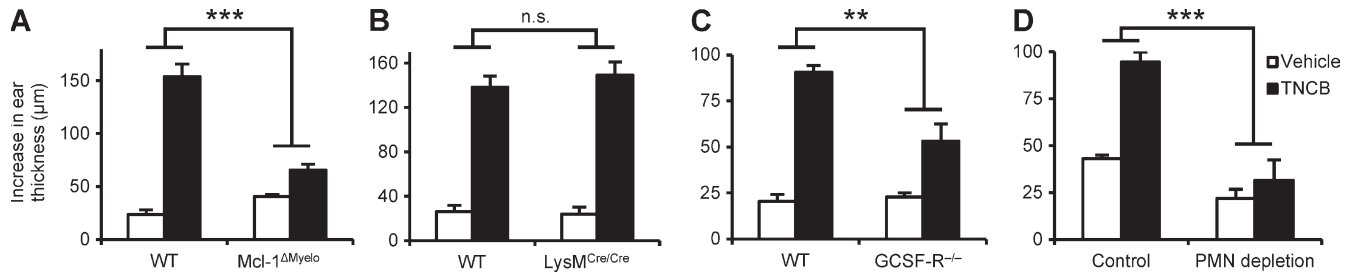 A
***
Increase in ear
thickness (μm)
150
100
50
0
WT
Mcl-1ΔMyelo
B
n.s.
160
120
80
40
0
WT
LysMCre/Cre
C
**
100
75
50
25
0
WT
GCSF-R–/–
D
***
100
75
50
25
0
Control
PMN depletion
Vehicle
TNCB